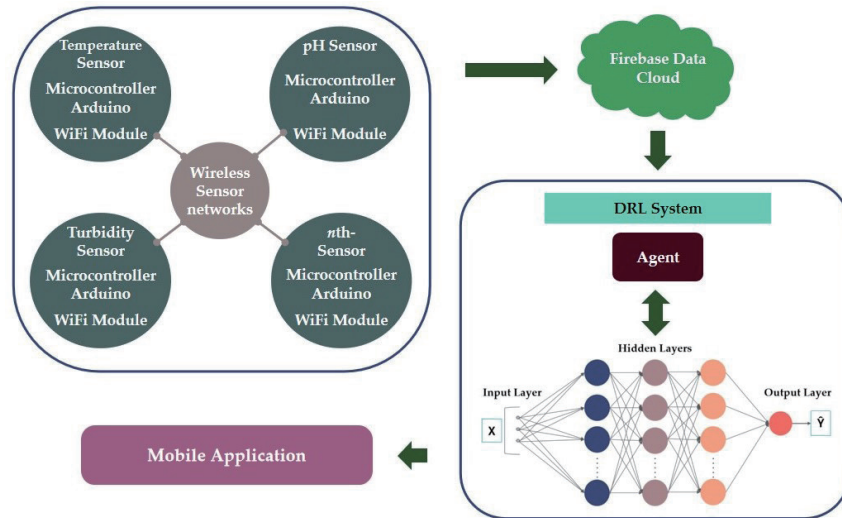 Temperature
Sensor
Microcontroller
Arduino
WiFi Module
pH Sensor
Microcontroller
Arduino
WiFi Module
Wireless
Sensor
networks
Turbidity
Sensor
Microcontroller
Arduino
WiFi Module
nth-
Sensor
Microcontroller
Arduino
WiFi Module
Firebase Data
Cloud
DRL System
Agent
Hidden Layers
Input Layer
Output Layer
X
Ŷ
Mobile Application